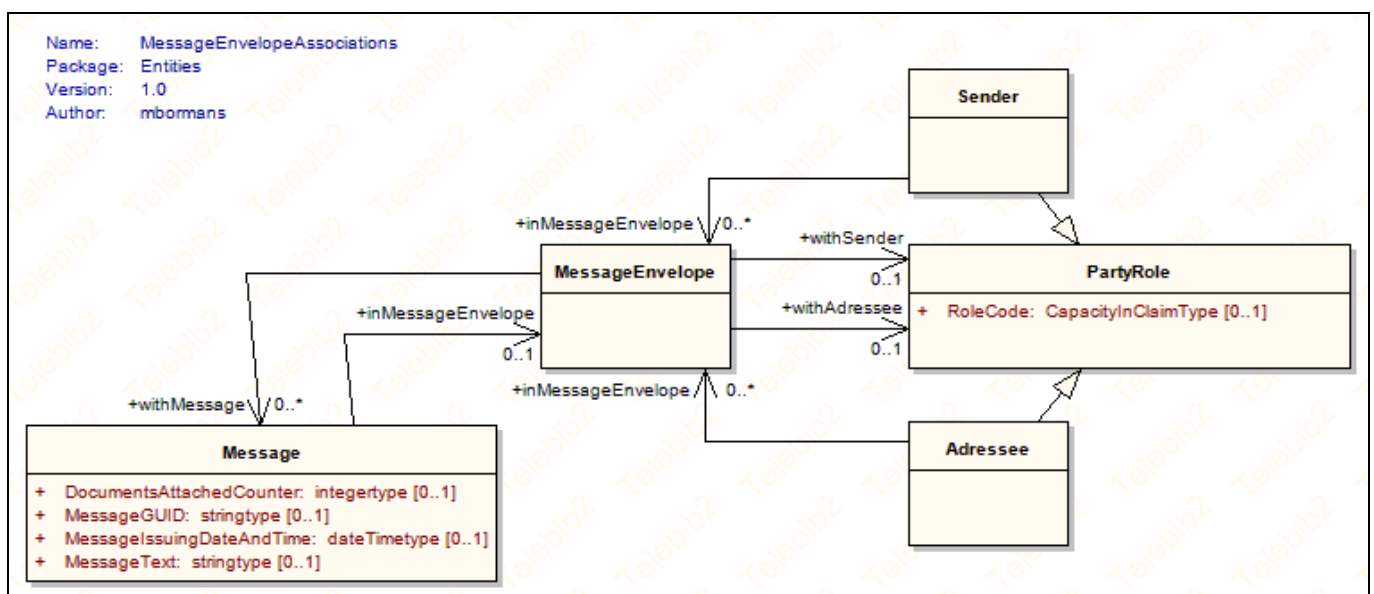 Name: MessageEnvelopeAssociations
Package: Entities
Version: 1.0
Author: mbormans
Sender
+inMessageEnvelope 0..*
+withSender
0..1
MessageEnvelope
PartyRole
+ RoleCode: CapacityInClaimType [0..1]
+withAdressee
0..1
+inMessageEnvelope
0..1
+inMessageEnvelope 0..*
+withMessage 0..*
Adressee
Message
+ DocumentsAttachedCounter: integertype [0..1]
+ MessageGUID: stringtype [0..1]
+ MessageIssuingDateAndTime: dateTimetype [0..1]
+ MessageText: stringtype [0..1]
Telebib2